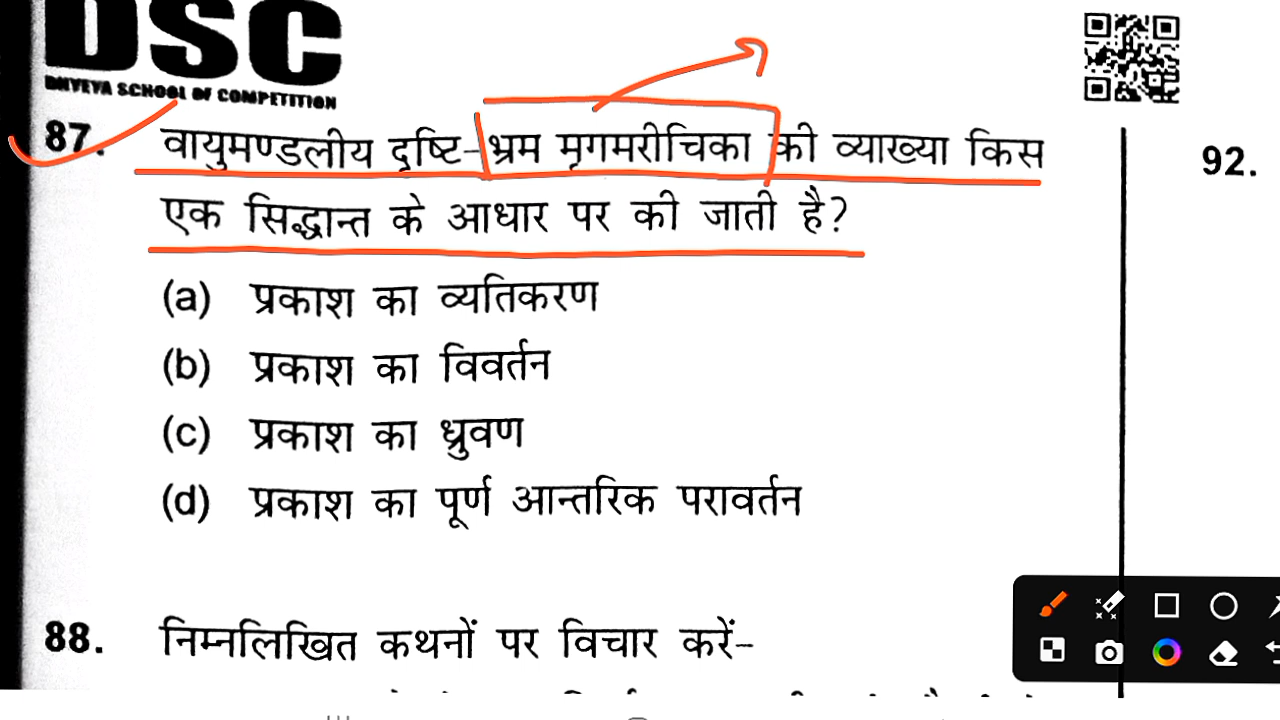 DSC
DHYEYA SCHOOL OF COMPETITION
87. वायुमण्डलीय दृष्टि-भ्रम मृगमरीचिका की व्याख्या किस
एक सिद्धान्त के आधार पर की जाती है?
(a) प्रकाश का व्यतिकरण
(b) प्रकाश का विवर्तन
(c) प्रकाश का ध्रुवण
(d) प्रकाश का पूर्ण आन्तरिक परावर्तन
88. निम्नलिखित कथनों पर विचार करें-
92.